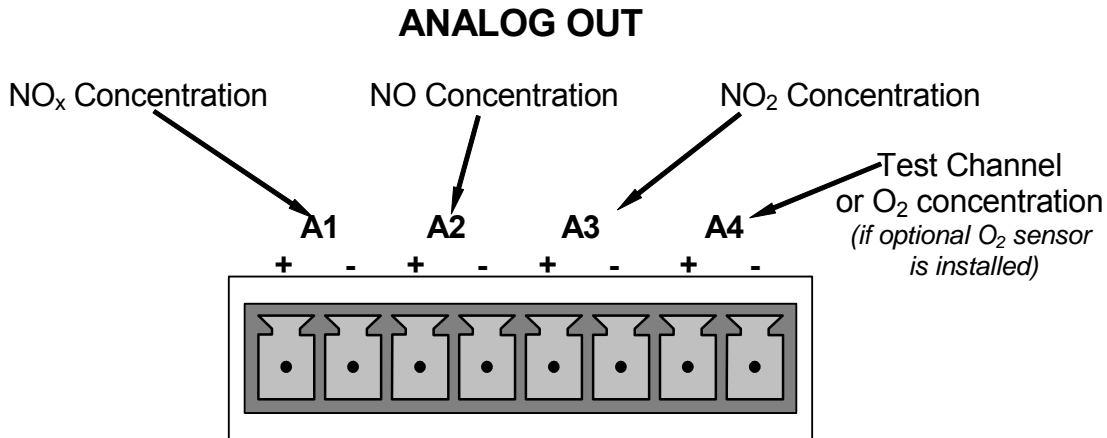 ANALOG OUT
NOₓ Concentration NO Concentration NO₂ Concentration
Test Channel
or O₂ concentration
(if optional O₂ sensor
is installed)
A1 A2 A3 A4
+ - + - + - + -